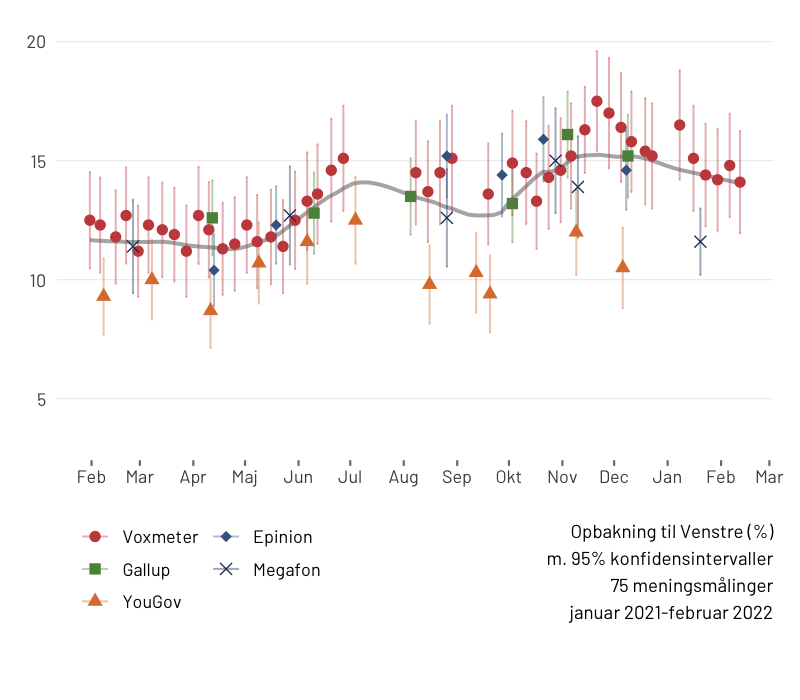 20
15
10
5
Feb Mar Apr Maj Jun Jul Aug Sep Okt Nov Dec Jan Feb Mar
Voxmeter Epinion
Gallup Megafon
YouGov
Opbakning til Venstre (%)
m. 95% konfidensintervaller
75 meningsmålinger
januar 2021-februar 2022